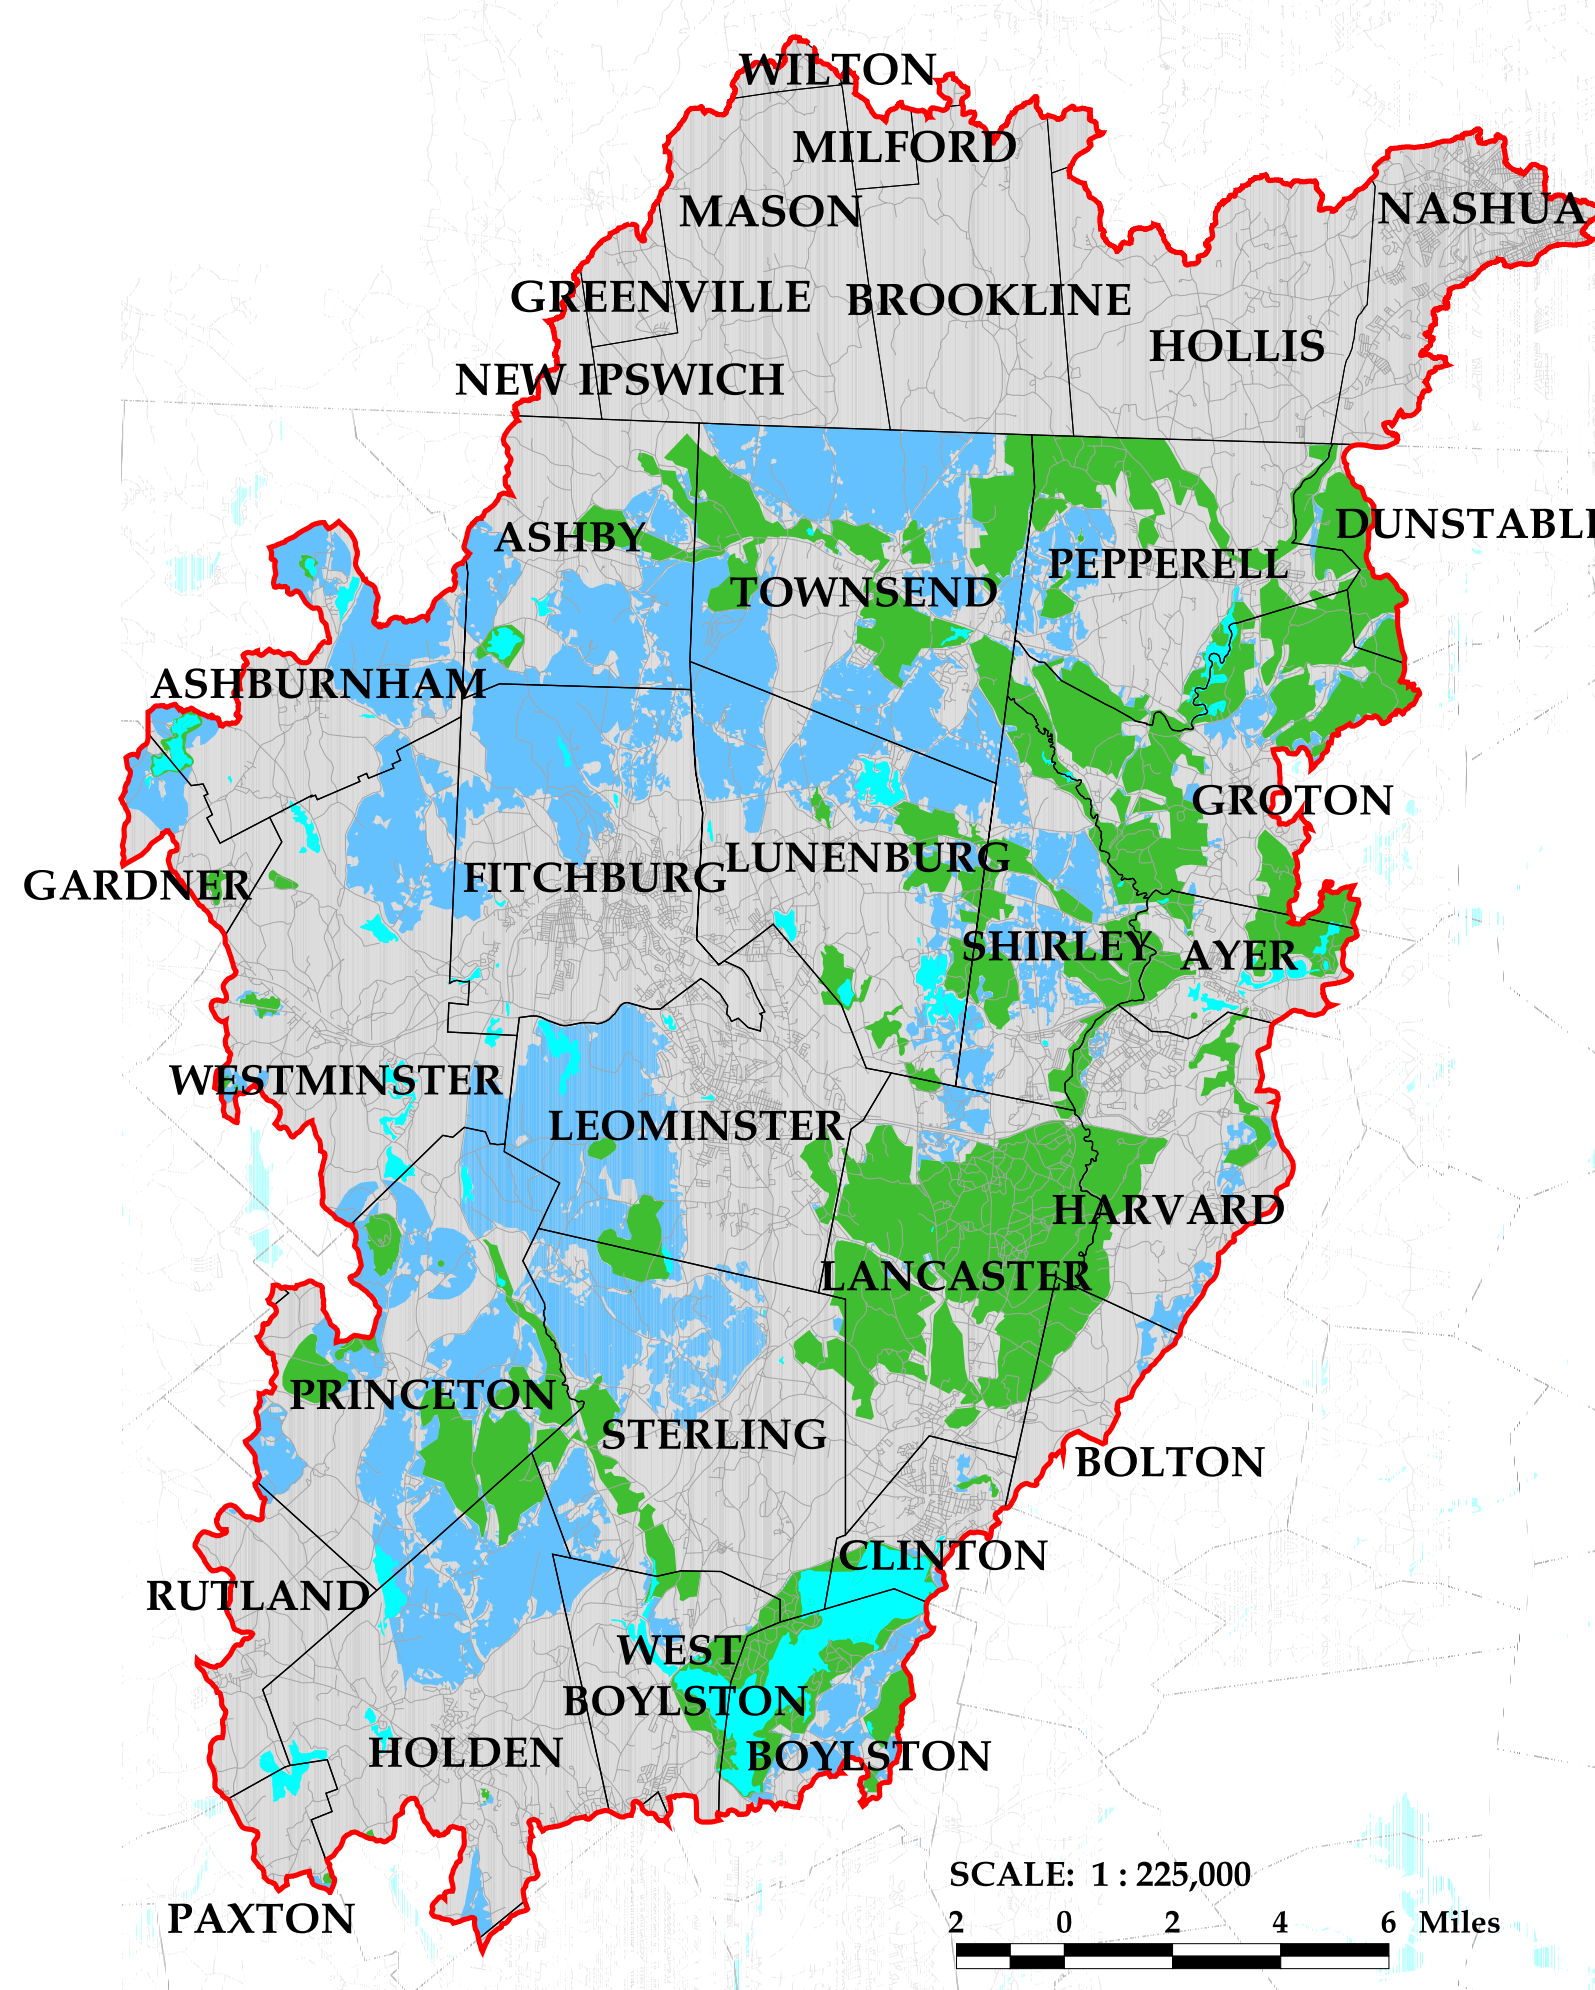 WILTON
MILFORD
MASON
NASHUA
GREENVILLE
BROOKLINE
HOLLIS
NEW IPSWICH
ASHBY
DUNSTABLE
TOWNSEND
PEPPERELL
ASHBURNHAM
GROTON
GARDNER
FITCHBURG
LUNENBURG
SHIRLEY
AYER
WESTMINSTER
LEOMINSTER
HARVARD
LANCASTER
PRINCETON
STERLING
BOLTON
CLINTON
RUTLAND
WEST
BOYLSTON
HOLDEN
BOYLSTON
PAXTON
SCALE: 1 : 225,000
2 0 2 4 6 Miles